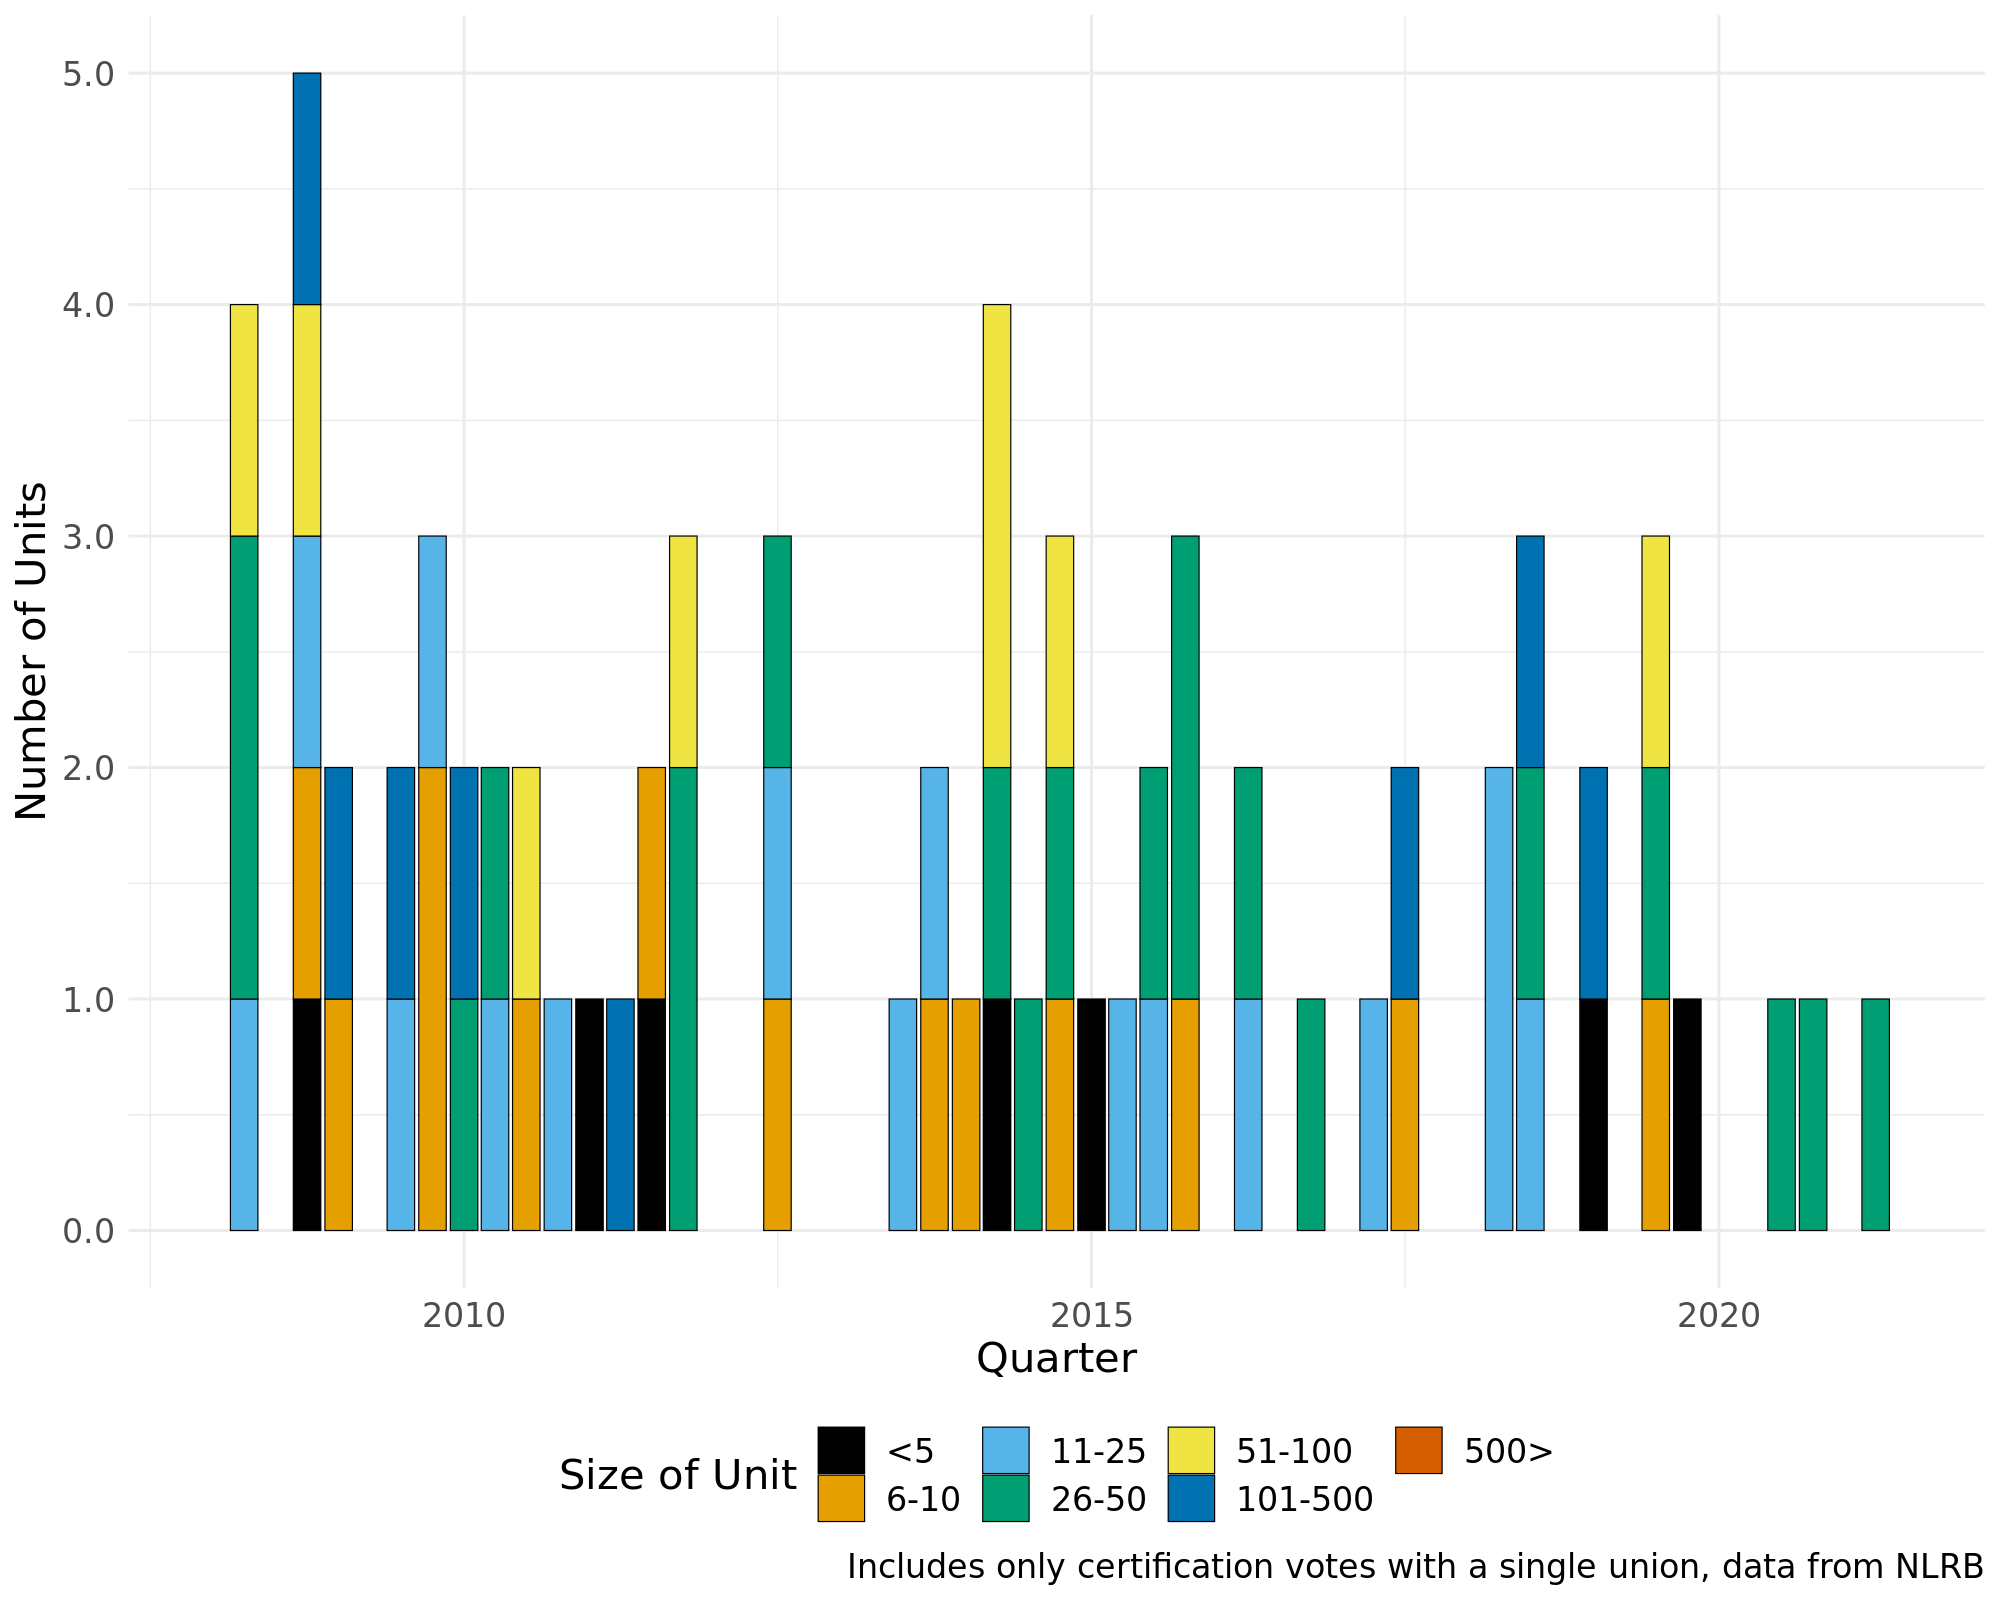 5.0
4.0
3.0
2.0
1.0
0.0
Number of Units
2010 2015 2020
Quarter
Size of Unit
<5 11-25 51-100 500>
6-10 26-50 101-500
Includes only certification votes with a single union, data from NLRB